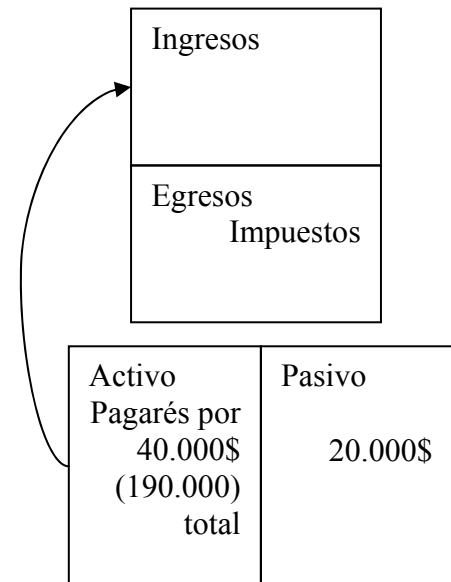 Ingresos
Egresos
Impuestos
Activo
Pagarés por
40.000$
(190.000)
total
Pasivo
20.000$